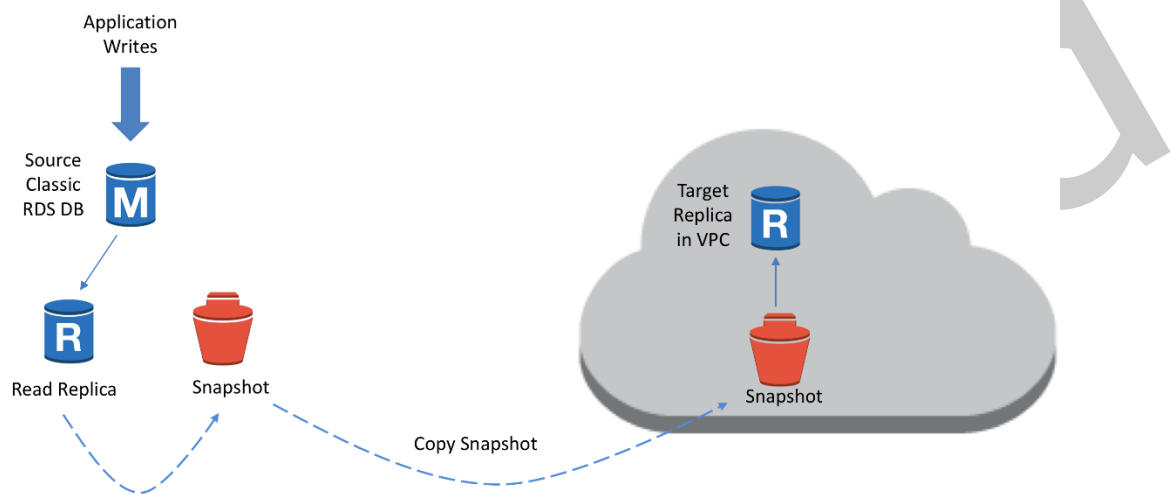 Application
Writes
Source
Classic
RDS DB
M
R
Read Replica
Snapshot
Copy Snapshot
Target
Replica
in VPC
R
Snapshot